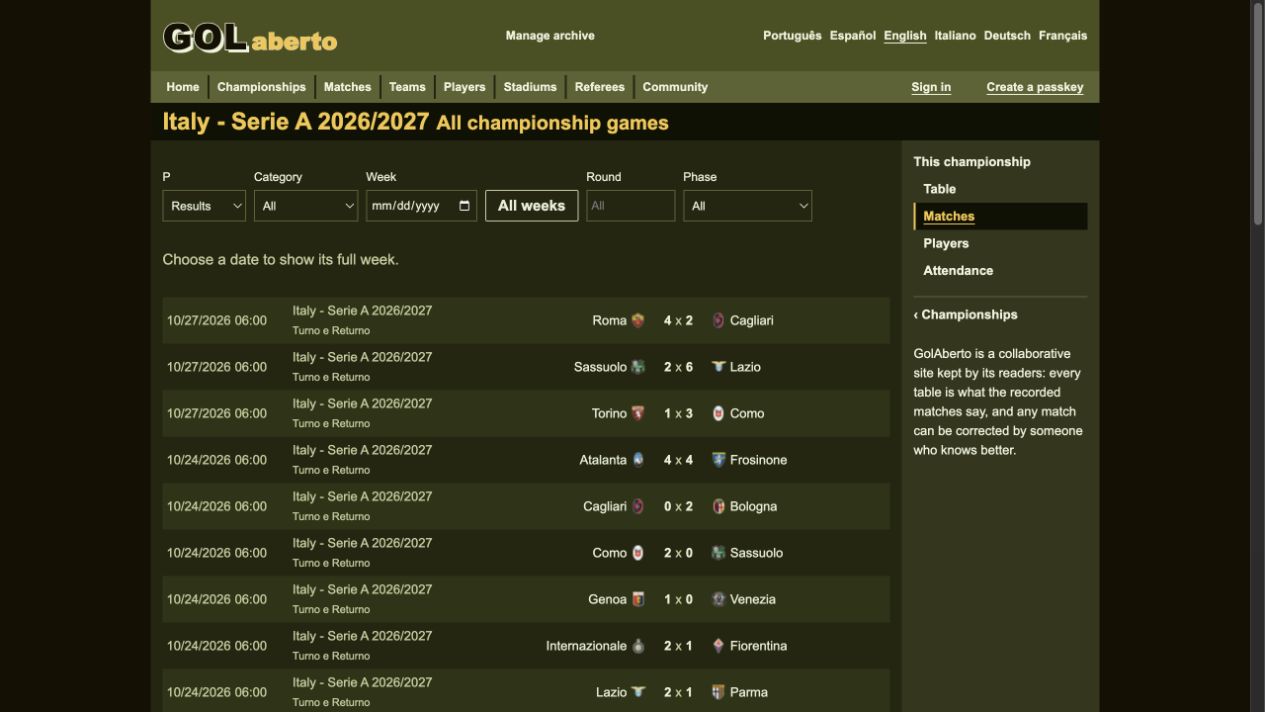 GOL aberto
Manage archive
Português Español English Italiano Deutsch Français
Home Championships Matches Teams Players Stadiums Referees Community Sign in Create a passkey
Italy - Serie A 2026/2027 All championship games
P Category Week Round Phase
Results All mm/dd/yyyy All weeks All All
Choose a date to show its full week.
10/27/2026 06:00 Italy - Serie A 2026/2027 Roma 4 x 2 Cagliari
Turno e Returno
10/27/2026 06:00 Italy - Serie A 2026/2027 Sassuolo 2 x 6 Lazio
Turno e Returno
10/27/2026 06:00 Italy - Serie A 2026/2027 Torino 1 x 3 Como
Turno e Returno
10/24/2026 06:00 Italy - Serie A 2026/2027 Atalanta 4 x 4 Frosinone
Turno e Returno
10/24/2026 06:00 Italy - Serie A 2026/2027 Cagliari 0 x 2 Bologna
Turno e Returno
10/24/2026 06:00 Italy - Serie A 2026/2027 Como 2 x 0 Sassuolo
Turno e Returno
10/24/2026 06:00 Italy - Serie A 2026/2027 Genoa 1 x 0 Venezia
Turno e Returno
10/24/2026 06:00 Italy - Serie A 2026/2027 Internazionale 2 x 1 Fiorentina
Turno e Returno
10/24/2026 06:00 Italy - Serie A 2026/2027 Lazio 2 x 1 Parma
Turno e Returno
This championship
Table
Matches
Players
Attendance
‹ Championships
GolAberto is a collaborative
site kept by its readers: every
table is what the recorded
matches say, and any match
can be corrected by someone
who knows better.